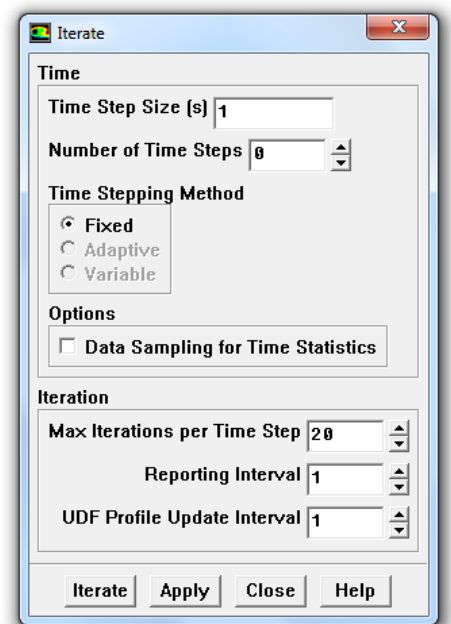 Iterate
Time
Time Step Size (s) 1
Number of Time Steps 0
Time Stepping Method
Fixed
Adaptive
Variable
Options
Data Sampling for Time Statistics
Iteration
Max Iterations per Time Step 20
Reporting Interval 1
UDF Profile Update Interval 1
Iterate Apply Close Help